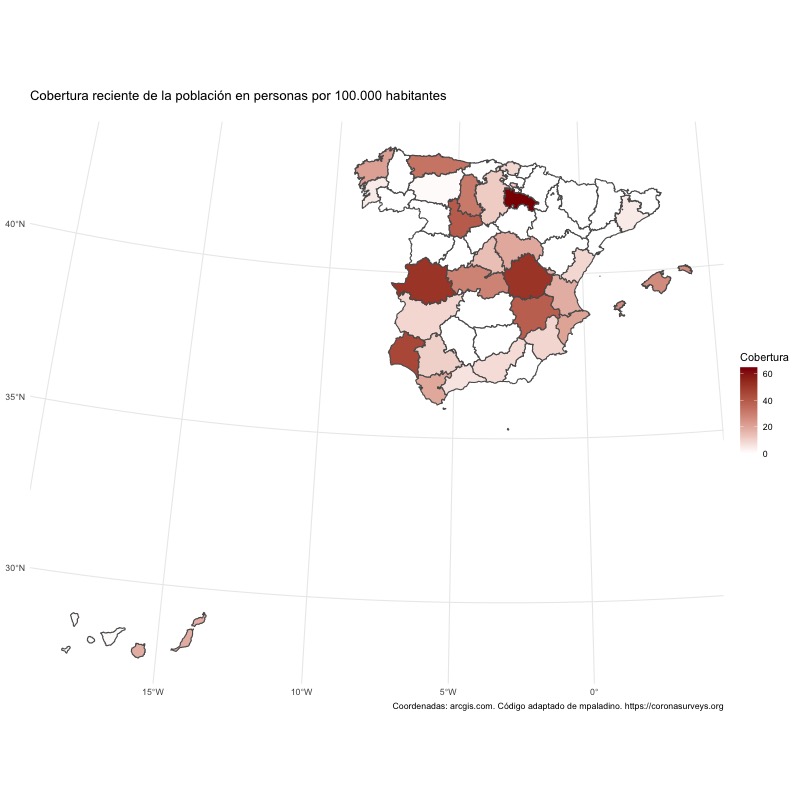 Cobertura reciente de la población en personas por 100.000 habitantes
40°N
35°N
30°N
15°W
10°W
5°W
0°
Cobertura
60
40
20
0
Coordenadas: arcgis.com. Código adaptado de mpaladino. https://coronasurveys.org